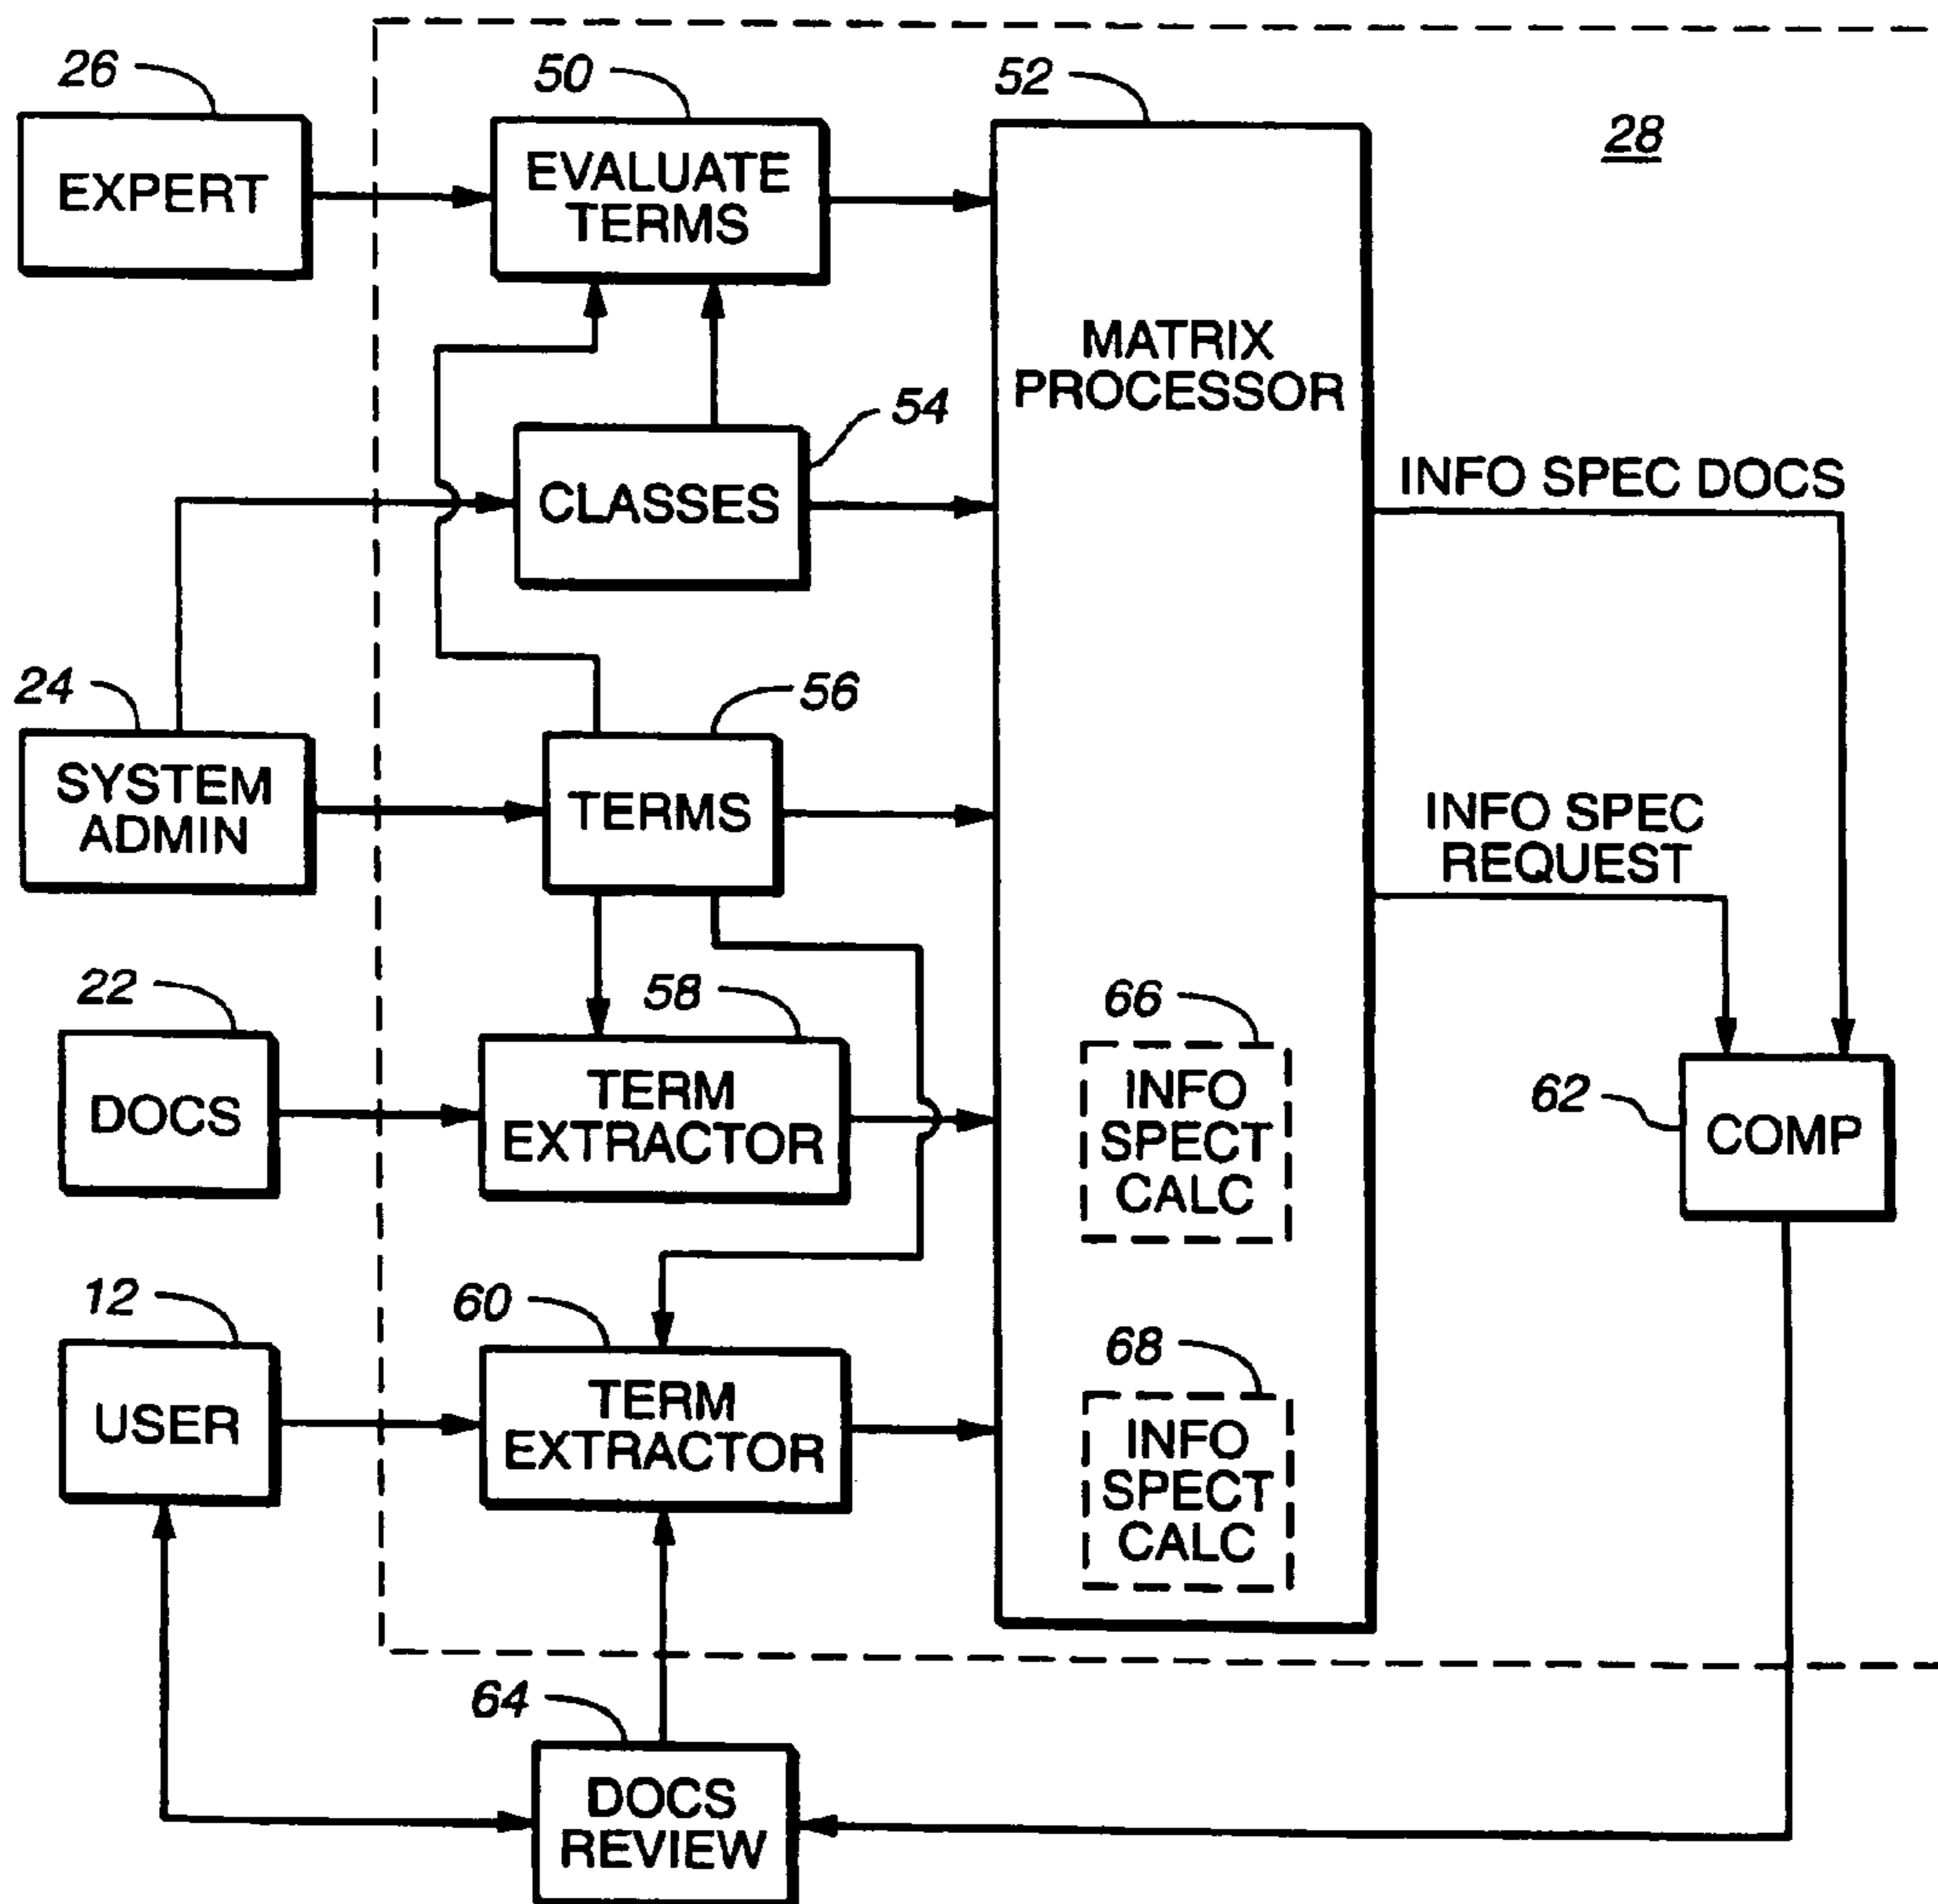 26
50
52
28
EXPERT
EVALUATE
TERMS
MATRIX
PROCESSOR
54
CLASSES
INFO SPEC DOCS
24
56
SYSTEM
ADMIN
TERMS
INFO SPEC
REQUEST
22
58
66
DOCS
TERM
EXTRACTOR
INFO
SPECT
CALC
62
COMP
12
60
68
USER
TERM
EXTRACTOR
INFO
SPECT
CALC
64
DOCS
REVIEW